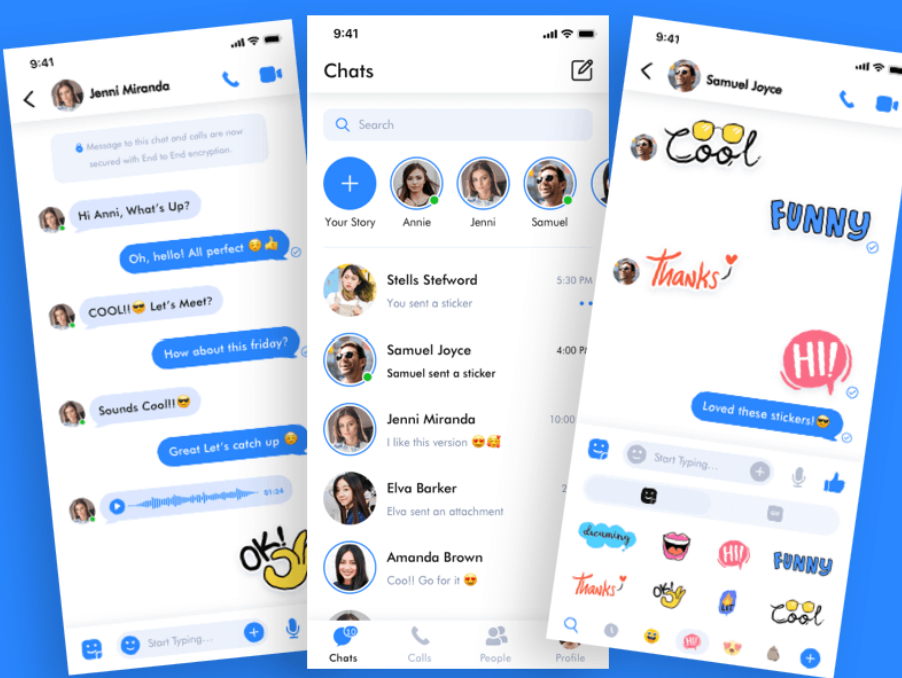 9:41
Jenni Miranda
Message to this chat and calls are now
secured with End to End encryption.
Hi Anni, What's Up?
Oh, hello! All perfect 😌👍
COOL!!😎 Let's Meet?
How about this friday?
Sounds Cool!!😎
Great Let's catch up 😌
01:24
OK!
Start Typing...
9:41
Chats
Search
Your Story
Annie
Jenni
Samuel
Stells Stefword
5:30 PM
You sent a sticker
Samuel Joyce
4:00
Samuel sent a sticker
Jenni Miranda
10:00
I like this version 😍🥰
Elva Barker
Elva sent an attachment
Amanda Brown
Coo!! Go for it 😍
10
Chats
Calls
People
Profile
9:41
Samuel Joyce
Cool
FUNNY
Thanks
HI!
Loved these stickers!😎
Start Typing...
GIF
dreaming
HI!
FUNNY
Thanks
OK!
LIT
Cool
HI!